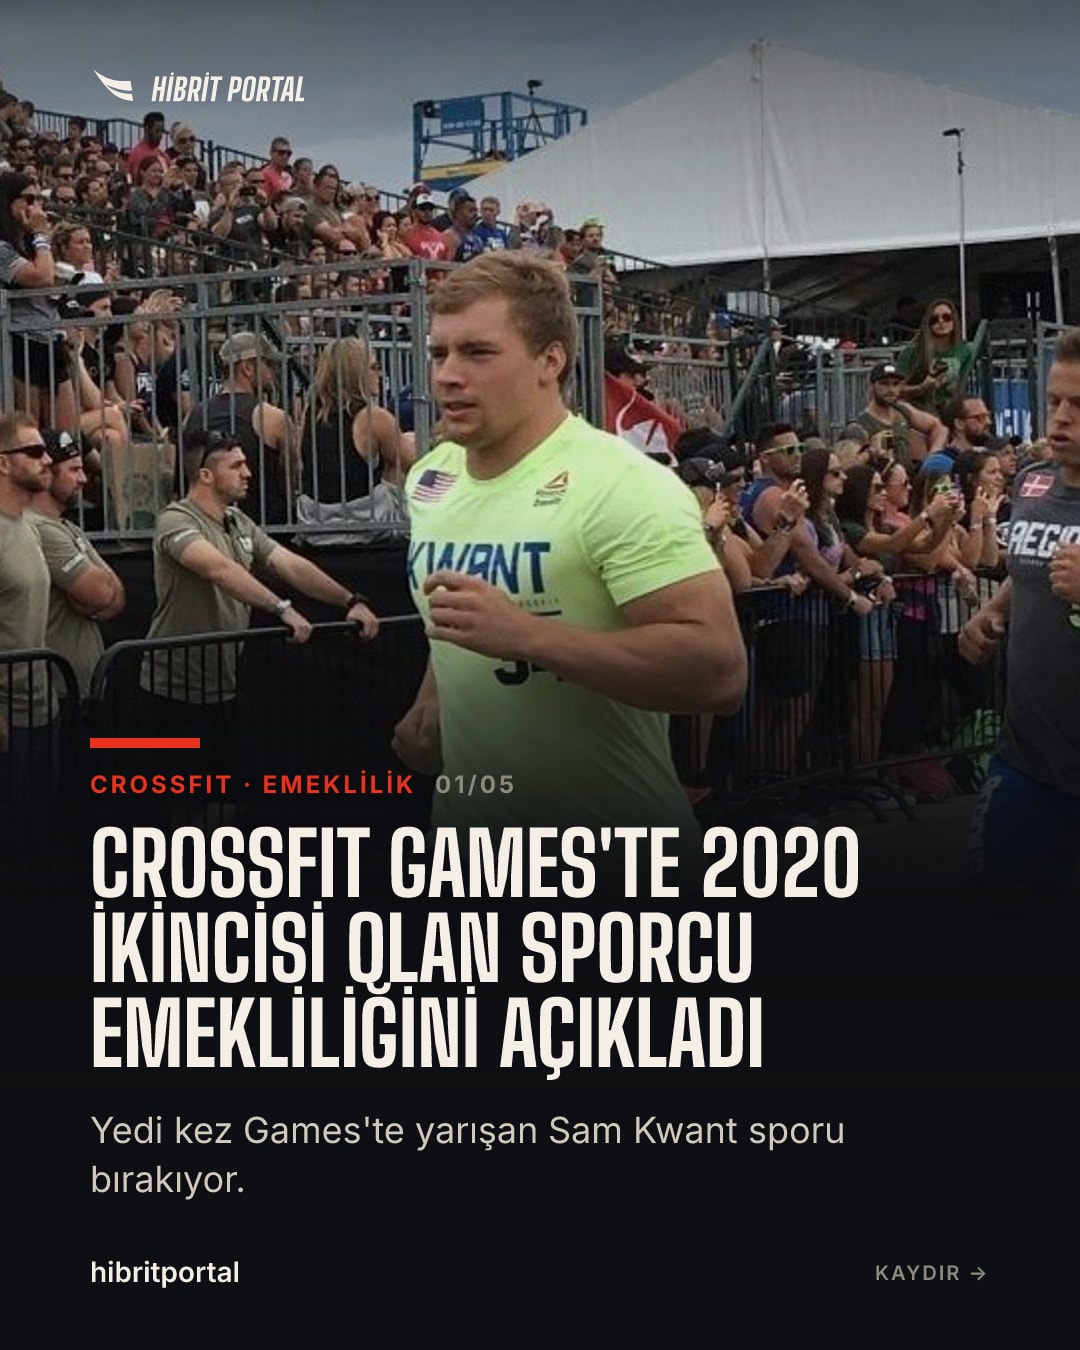 HİBRİT PORTAL
KWANT
CROSSFIT · EMEKLİLİK 01/05
CROSSFIT GAMES'TE 2020
İKİNCİSİ OLAN SPORCU
EMEKLİLİĞİNİ AÇIKLADI
Yedi kez Games'te yarışan Sam Kwant sporu
bırakıyor.
hibritportal
KAYDIR →